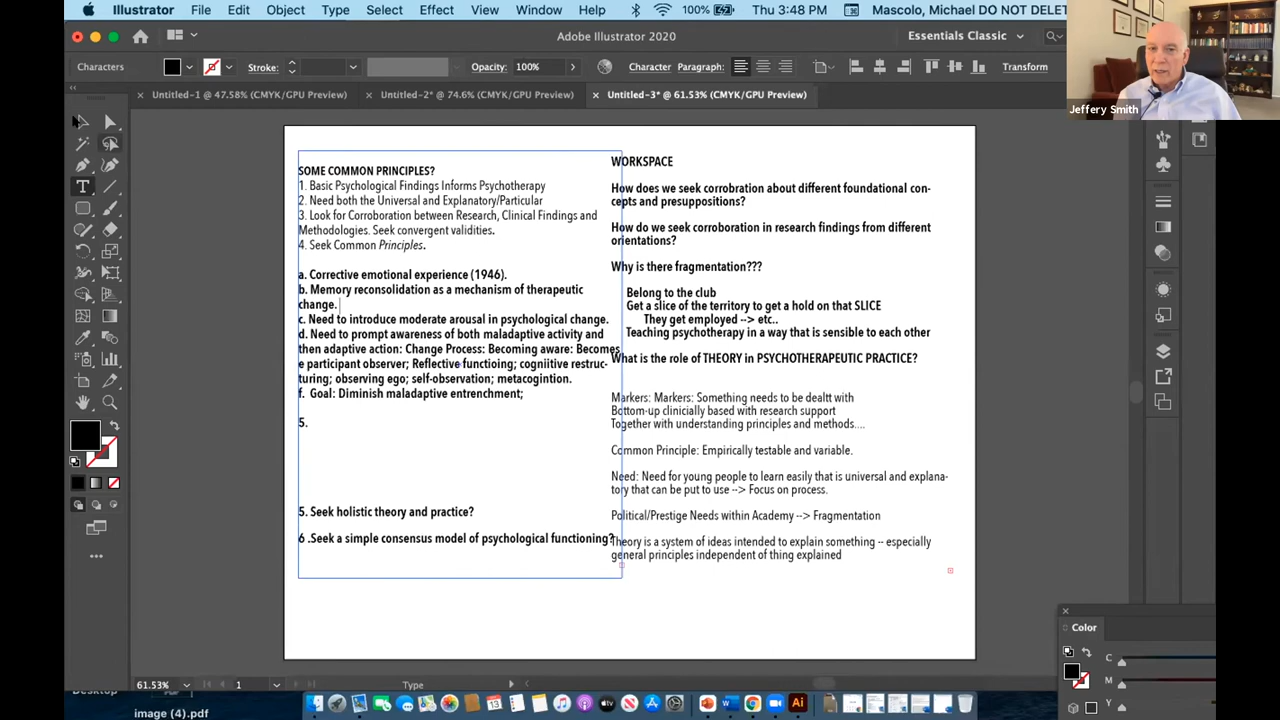 Illustrator File Edit Object Type Select Effect View Window Help 100% Thu 3:48 PM Mascolo, Michael DO NOT DELET
Adobe Illustrator 2020
Essentials Classic
Characters Stroke: Opacity: 100% Character Paragraph: Transform
Untitled-1 @ 47.58% (CMYK/GPU Preview) Untitled-2* @ 74.6% (CMYK/GPU Preview) Untitled-3* @ 61.53% (CMYK/GPU Preview)
Jeffery Smith
SOME COMMON PRINCIPLES?
1. Basic Psychological Findings Informs Psychotherapy
2. Need both the Universal and Explanatory/Particular
3. Look for Corroboration between Research, Clinical Findings and
Methodologies. Seek convergent validities.
4. Seek Common Principles.
a. Corrective emotional experience (1946).
b. Memory reconsolidation as a mechanism of therapeutic
change.
c. Need to introduce moderate arousal in psychological change.
d. Need to prompt awareness of both maladaptive activity and
then adaptive action: Change Process: Becoming aware: Becomes
e participant observer; Reflective functioing; cogniitive restruc-
turing; observing ego; self-observation; metacogintion.
f. Goal: Diminish maladaptive entrenchment;
5.
5. Seek holistic theory and practice?
6 .Seek a simple consensus model of psychological functioning?
WORKSPACE
How does we seek corrobration about different foundational con-
cepts and presuppositions?
How do we seek corroboration in research findings from different
orientations?
Why is there fragmentation???
Belong to the club
Get a slice of the territory to get a hold on that SLICE
They get employed --> etc..
Teaching psychotherapy in a way that is sensible to each other
What is the role of THEORY in PSYCHOTHERAPEUTIC PRACTICE?
Markers: Markers: Something needs to be dealtt with
Bottom-up clinicially based with research support
Together with understanding principles and methods....
Common Principle: Empirically testable and variable.
Need: Need for young people to learn easily that is universal and explana-
tory that can be put to use --> Focus on process.
Political/Prestige Needs within Academy --> Fragmentation
Theory is a system of ideas intended to explain something -- especially
general principles independent of thing explained
Color
C
M
Y
61.53% 1 Type
Desktop
image (4).pdf